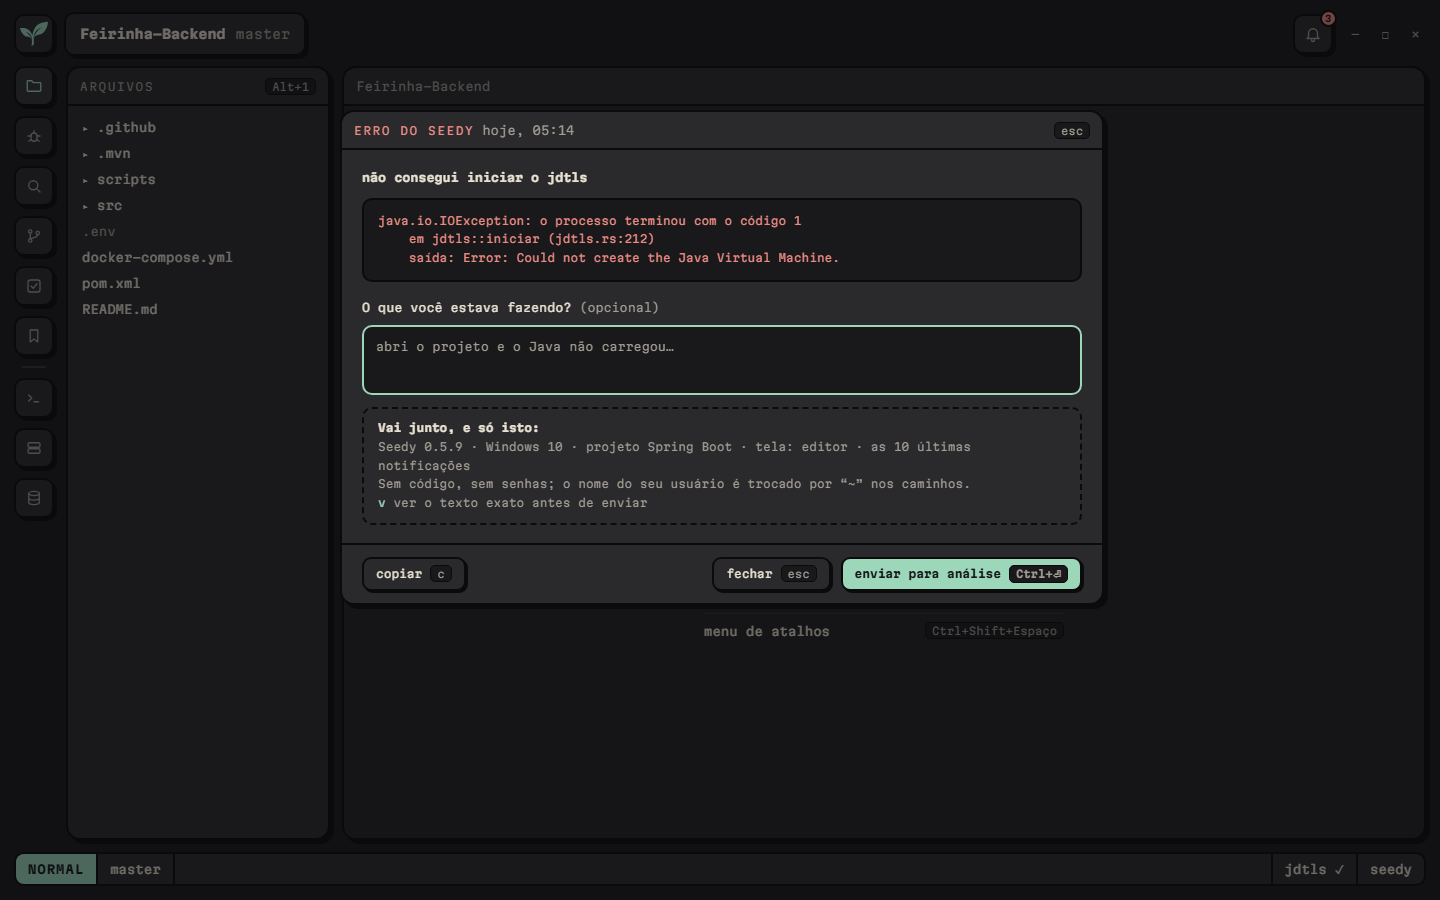 Feirinha-Backend master
3
ARQUIVOS Alt+1
.github
.mvn
scripts
src
.env
docker-compose.yml
pom.xml
README.md
Feirinha-Backend
ERRO DO SEEDY hoje, 05:14 esc
não consegui iniciar o jdtls
java.io.IOException: o processo terminou com o código 1
em jdtls::iniciar (jdtls.rs:212)
saída: Error: Could not create the Java Virtual Machine.
O que você estava fazendo? (opcional)
abri o projeto e o Java não carregou…
Vai junto, e só isto:
Seedy 0.5.9 · Windows 10 · projeto Spring Boot · tela: editor · as 10 últimas
notificações
Sem código, sem senhas; o nome do seu usuário é trocado por “~” nos caminhos.
v ver o texto exato antes de enviar
copiar c fechar esc enviar para análise Ctrl+⏎
menu de atalhos Ctrl+Shift+Espaço
NORMAL master jdtls ✓ seedy